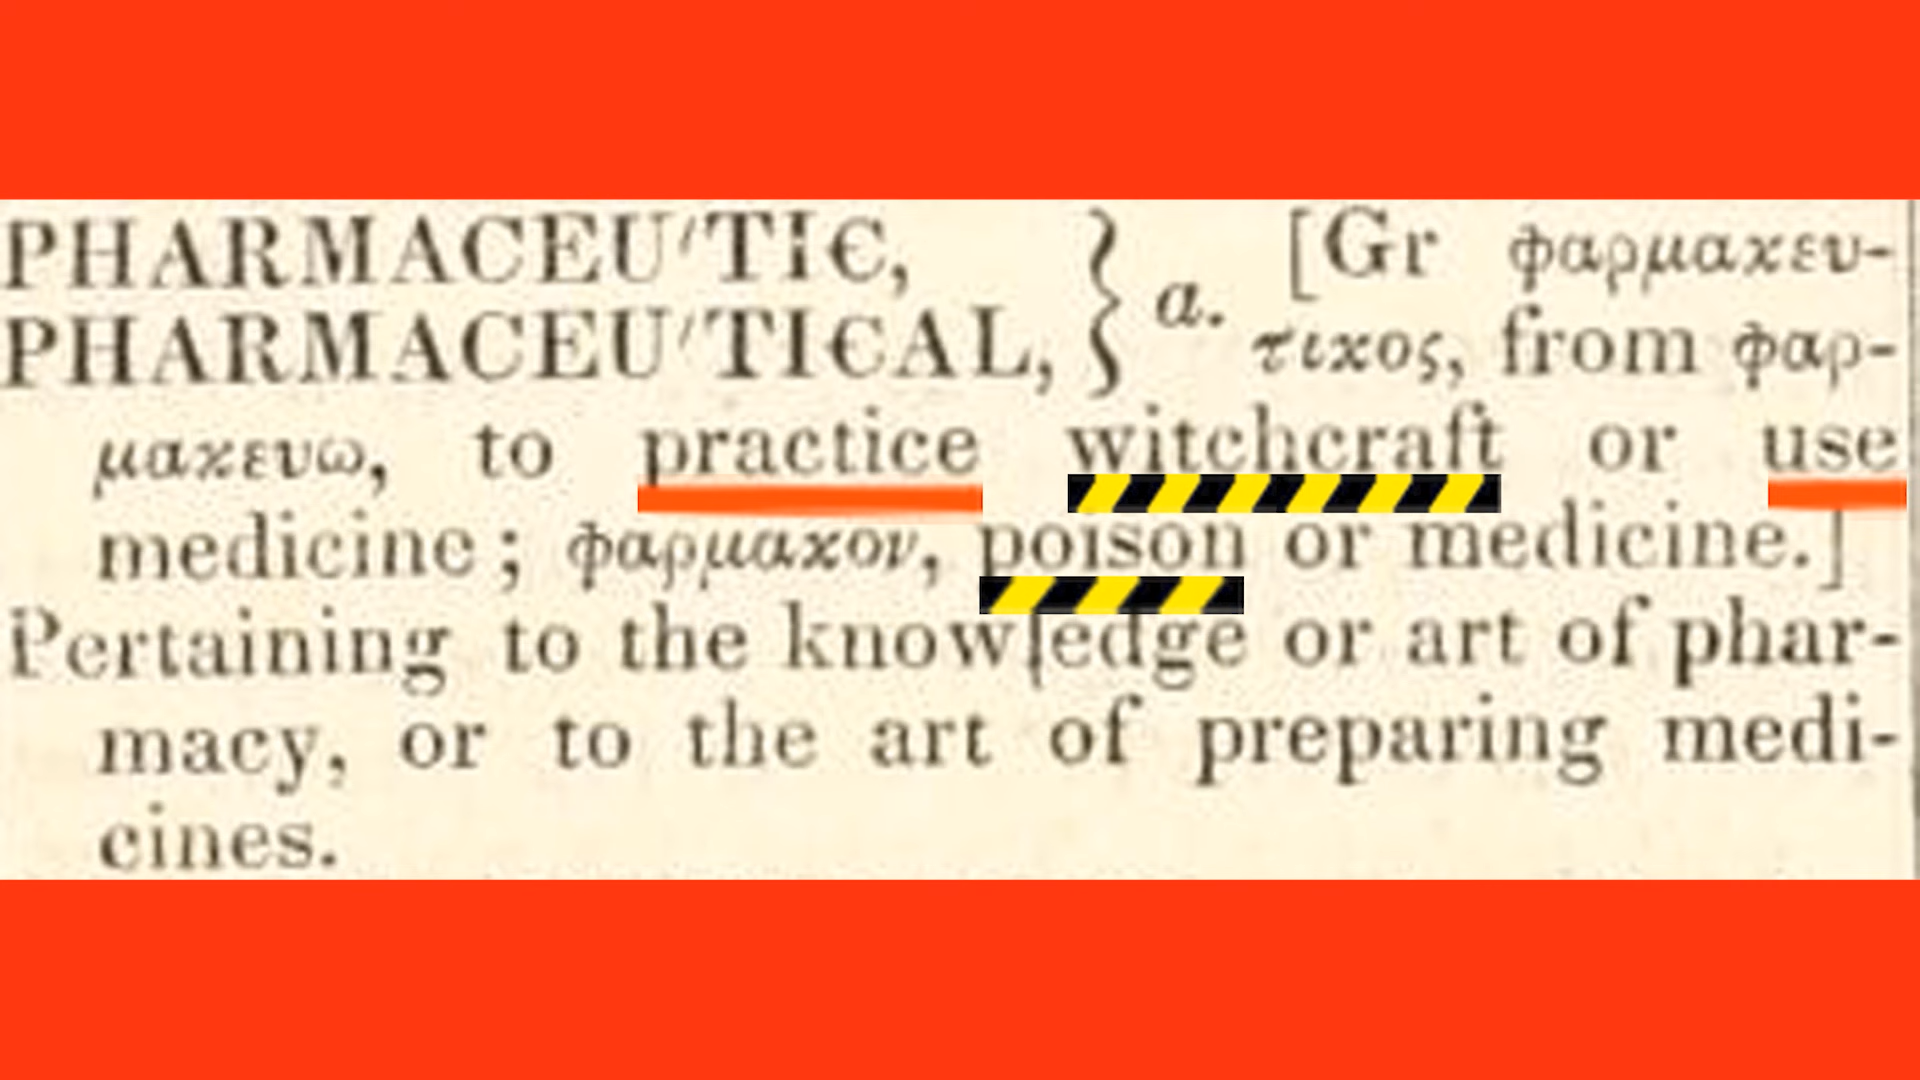 PHARMACEU′TIC,
PHARMACEU′TICAL, } a. [Gr φαρμακευ-
τικος, from φαρ-
μακευω, to practice witchcraft or use
medicine; φαρμακον, poison or medicine.]
Pertaining to the knowledge or art of phar-
macy, or to the art of preparing medi-
cines.